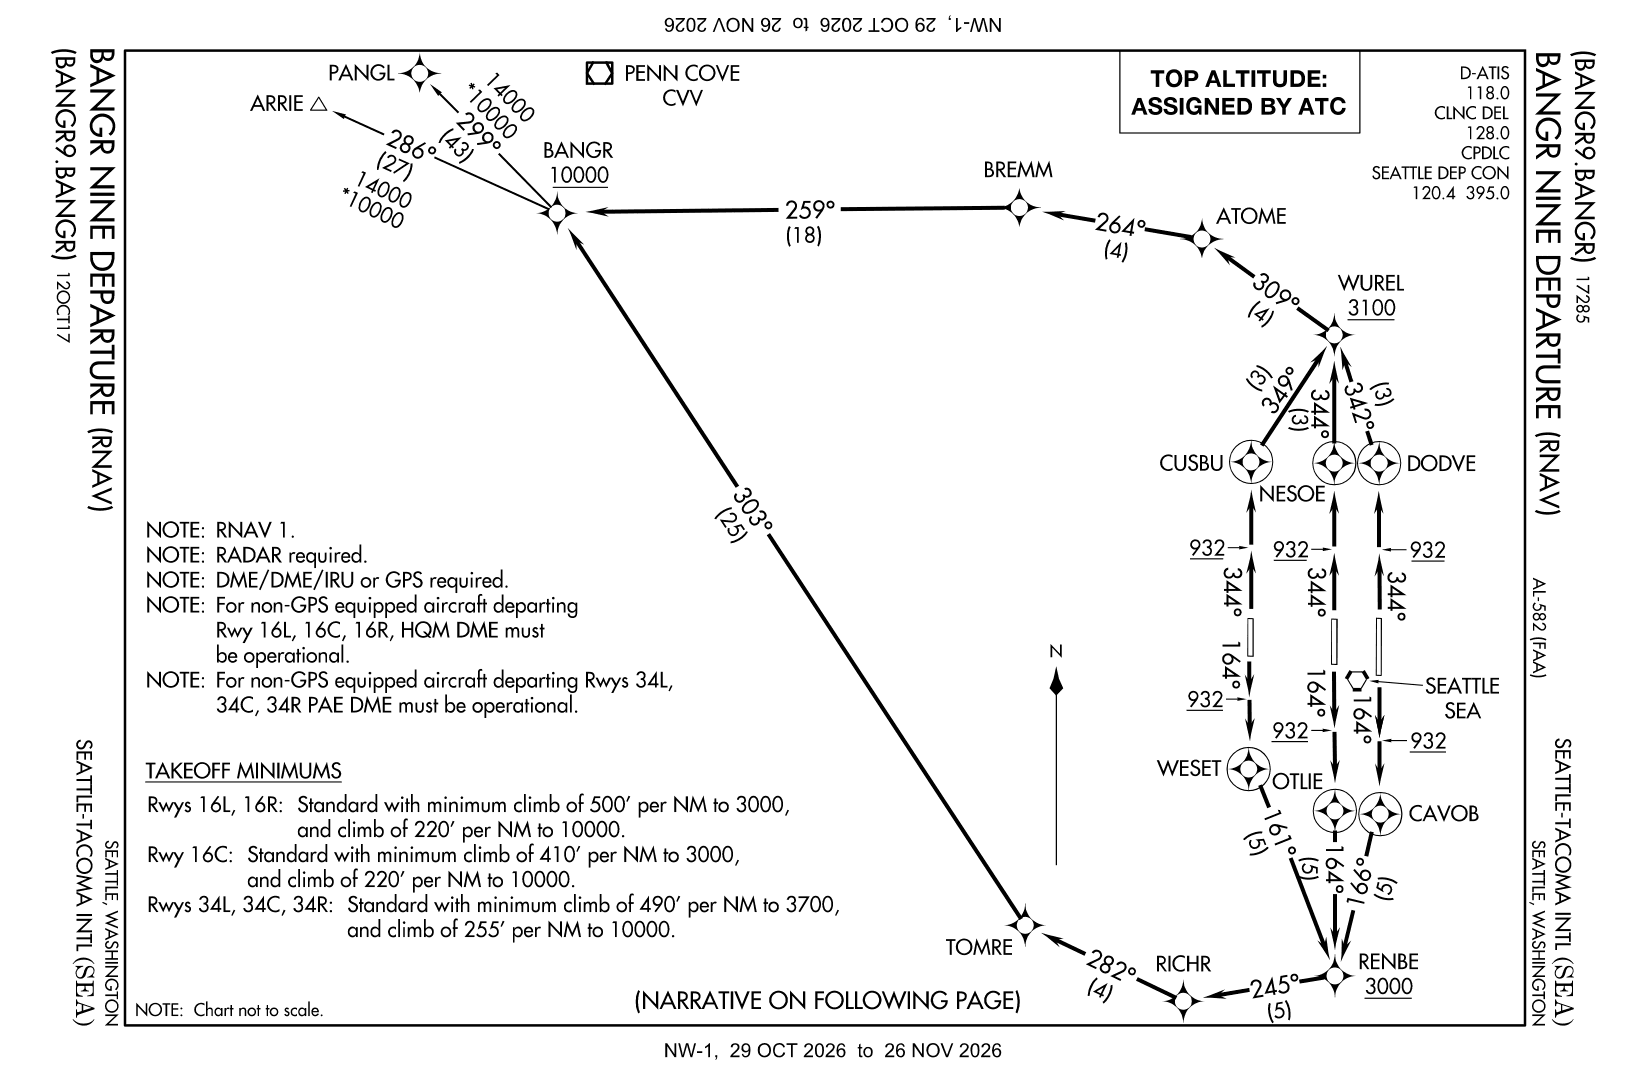 NW-1, 29 OCT 2026 to 26 NOV 2026
(BANGR9.BANGR) 12OCT17
BANGR NINE DEPARTURE (RNAV)
SEATTLE, WASHINGTON
SEATTLE-TACOMA INTL (SEA)
(BANGR9.BANGR) 17285
BANGR NINE DEPARTURE (RNAV)
AL-582 (FAA)
SEATTLE-TACOMA INTL (SEA)
SEATTLE, WASHINGTON
TOP ALTITUDE:
ASSIGNED BY ATC
D-ATIS
118.0
CLNC DEL
128.0
CPDLC
SEATTLE DEP CON
120.4 395.0
PENN COVE
CVV
PANGL
ARRIE
14000
*10000
299°
(43)
286°
(27)
14000
*10000
BANGR
10000
259°
(18)
BREMM
264°
(4)
ATOME
309°
(4)
WUREL
3100
349°
(3)
344°
(3)
342°
(3)
CUSBU
NESOE
DODVE
932
932
932
344°
344°
344°
164°
164°
164°
SEATTLE
SEA
932
932
932
WESET
OTLIE
CAVOB
161°
(5)
164°
(5)
166°
(5)
RENBE
3000
245°
(5)
RICHR
282°
(4)
TOMRE
303°
(25)
N
NOTE: RNAV 1.
NOTE: RADAR required.
NOTE: DME/DME/IRU or GPS required.
NOTE: For non-GPS equipped aircraft departing
Rwy 16L, 16C, 16R, HQM DME must
be operational.
NOTE: For non-GPS equipped aircraft departing Rwys 34L,
34C, 34R PAE DME must be operational.
TAKEOFF MINIMUMS
Rwys 16L, 16R: Standard with minimum climb of 500' per NM to 3000,
and climb of 220' per NM to 10000.
Rwy 16C: Standard with minimum climb of 410' per NM to 3000,
and climb of 220' per NM to 10000.
Rwys 34L, 34C, 34R: Standard with minimum climb of 490' per NM to 3700,
and climb of 255' per NM to 10000.
(NARRATIVE ON FOLLOWING PAGE)
NOTE: Chart not to scale.
NW-1, 29 OCT 2026 to 26 NOV 2026